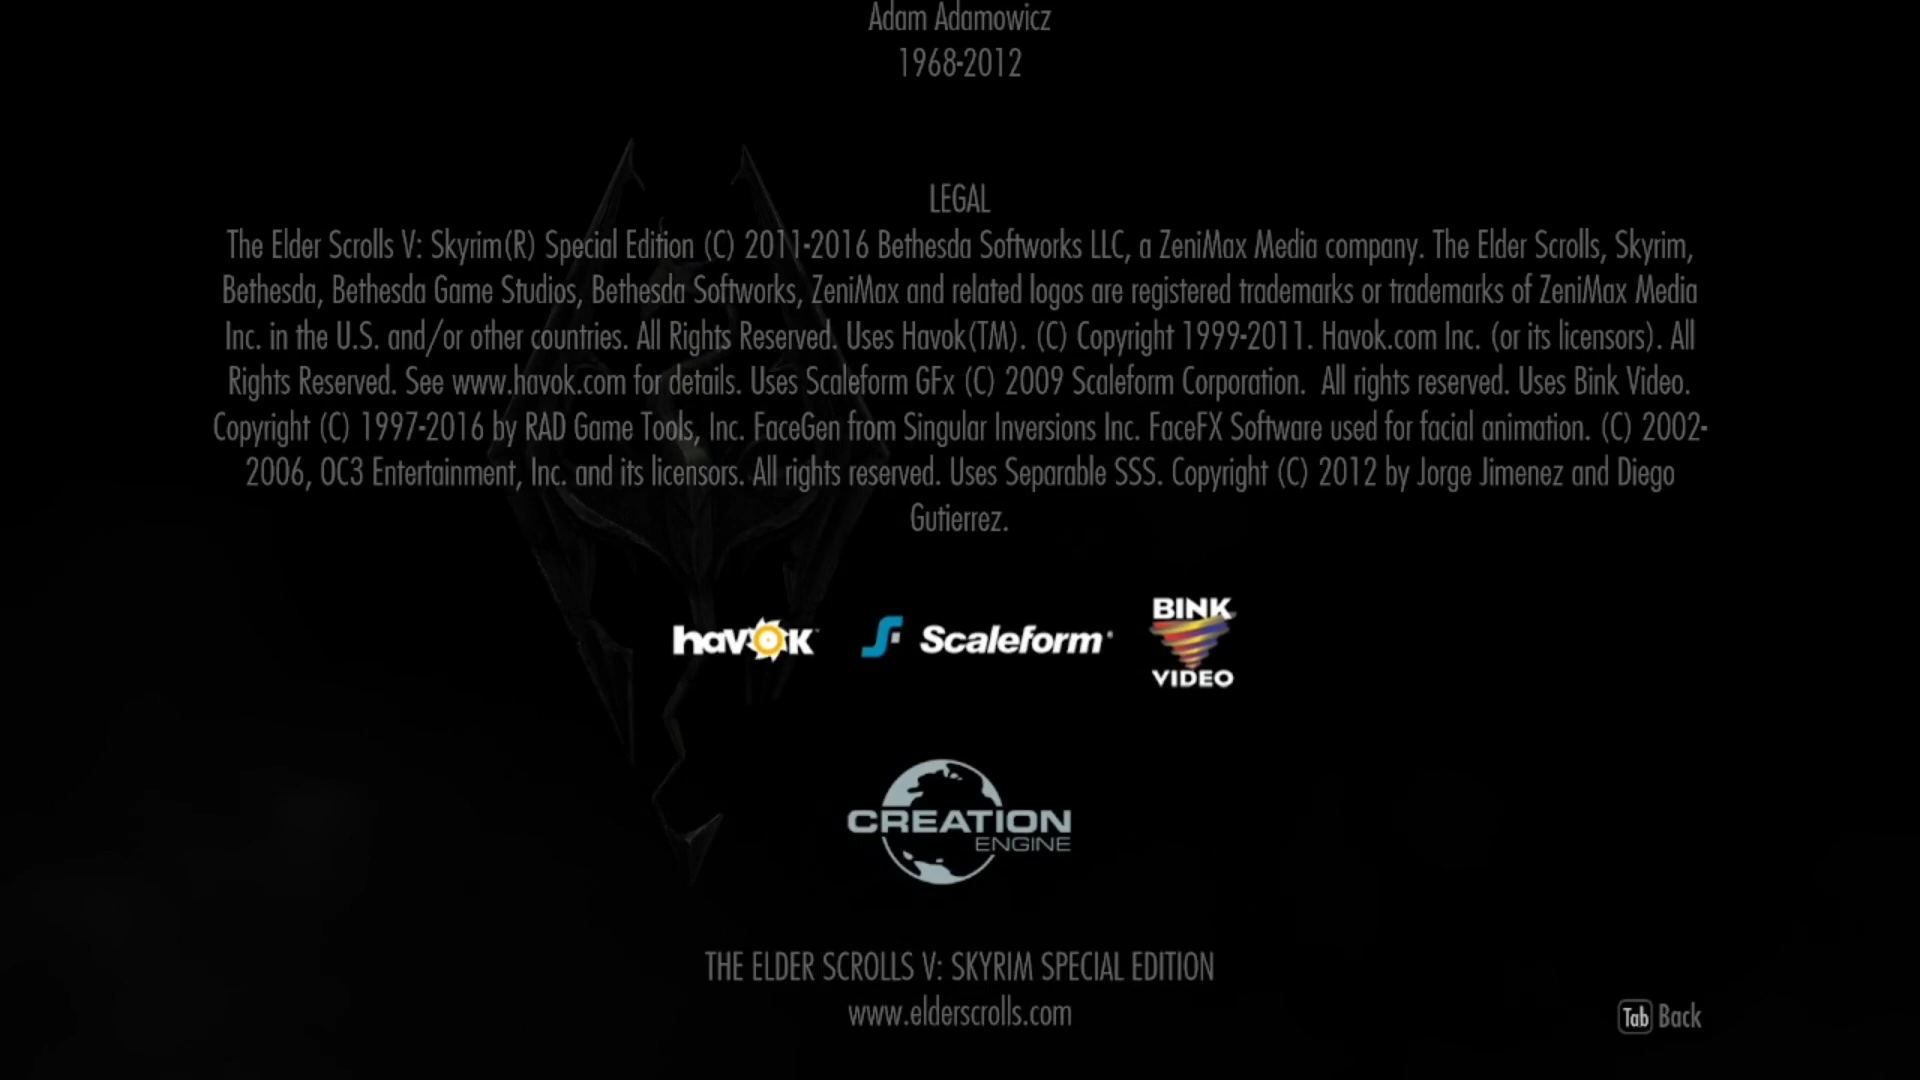 Adam Adamowicz
1968-2012
LEGAL
The Elder Scrolls V: Skyrim(R) Special Edition (C) 2011-2016 Bethesda Softworks LLC, a ZeniMax Media company. The Elder Scrolls, Skyrim,
Bethesda, Bethesda Game Studios, Bethesda Softworks, ZeniMax and related logos are registered trademarks or trademarks of ZeniMax Media
Inc. in the U.S. and/or other countries. All Rights Reserved. Uses Havok(TM). (C) Copyright 1999-2011. Havok.com Inc. (or its licensors). All
Rights Reserved. See www.havok.com for details. Uses Scaleform GFx (C) 2009 Scaleform Corporation.  All rights reserved. Uses Bink Video.
Copyright (C) 1997-2016 by RAD Game Tools, Inc. FaceGen from Singular Inversions Inc. FaceFX Software used for facial animation. (C) 2002-
2006, OC3 Entertainment, Inc. and its licensors. All rights reserved. Uses Separable SSS. Copyright (C) 2012 by Jorge Jimenez and Diego
Gutierrez.
havok Scaleform BINK
VIDEO
CREATION
ENGINE
THE ELDER SCROLLS V: SKYRIM SPECIAL EDITION
www.elderscrolls.com
Tab Back